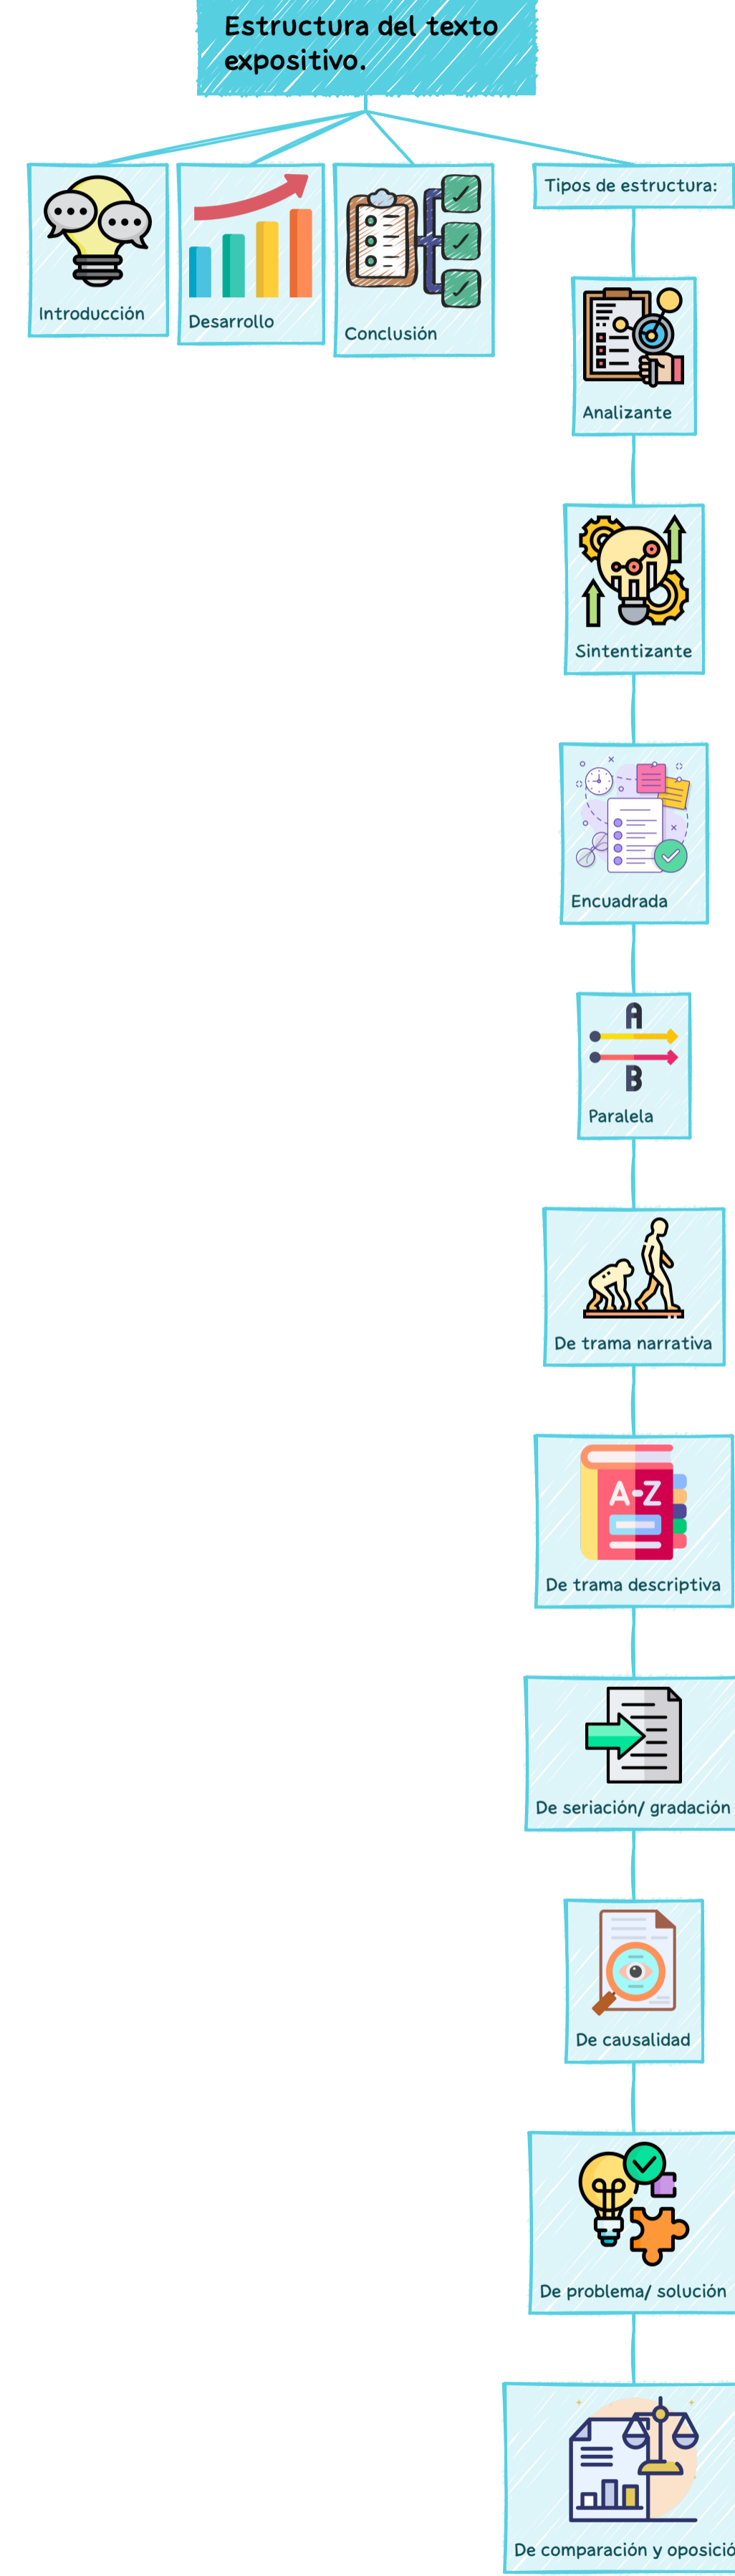 Estructura del texto
expositivo.
Introducción
Desarrollo
Conclusión
Tipos de estructura:
Analizante
Sintentizante
Encuadrada
A
B
Paralela
De trama narrativa
A-Z
De trama descriptiva
De seriación/ gradación
De causalidad
De problema/ solución
De comparación y oposició